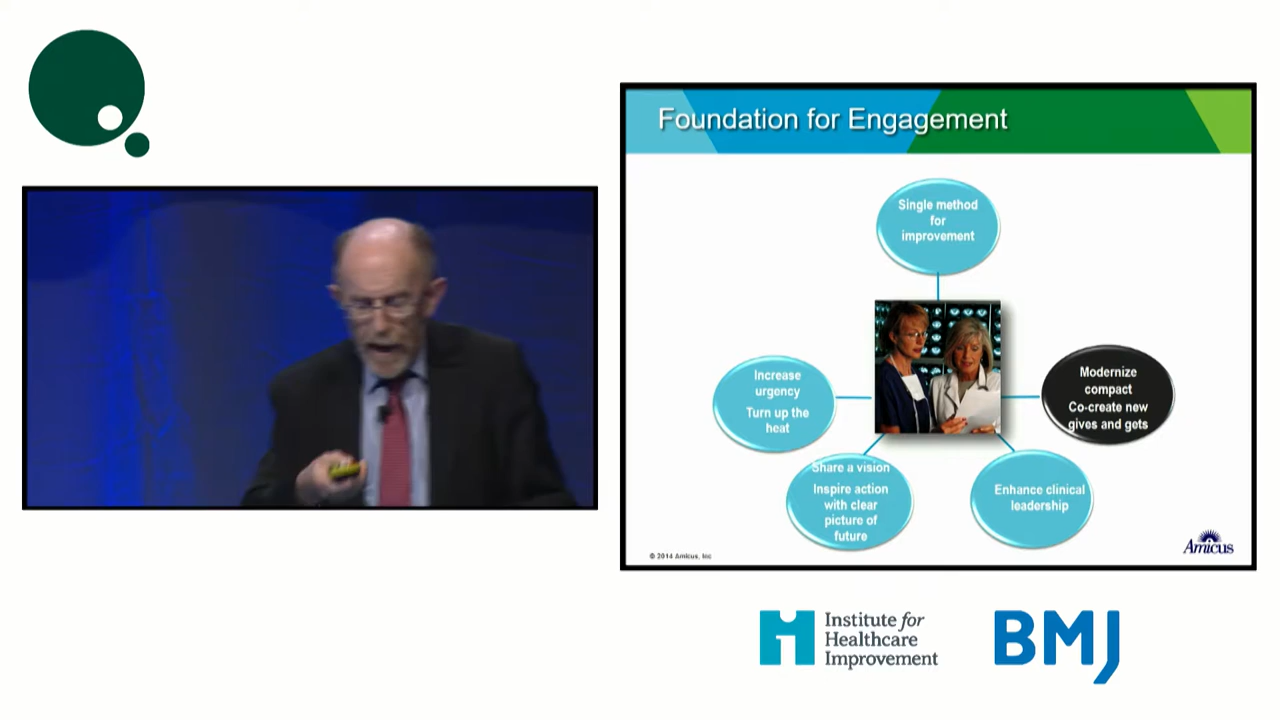 Foundation for Engagement
Single method
for
improvement
Increase
urgency
Turn up the
heat
Modernize
compact
Co-create new
gives and gets
Share a vision
Inspire action
with clear
picture of
future
Enhance clinical
leadership
© 2014 Amicus, Inc
Amicus
Institute for
Healthcare
Improvement
BMJ